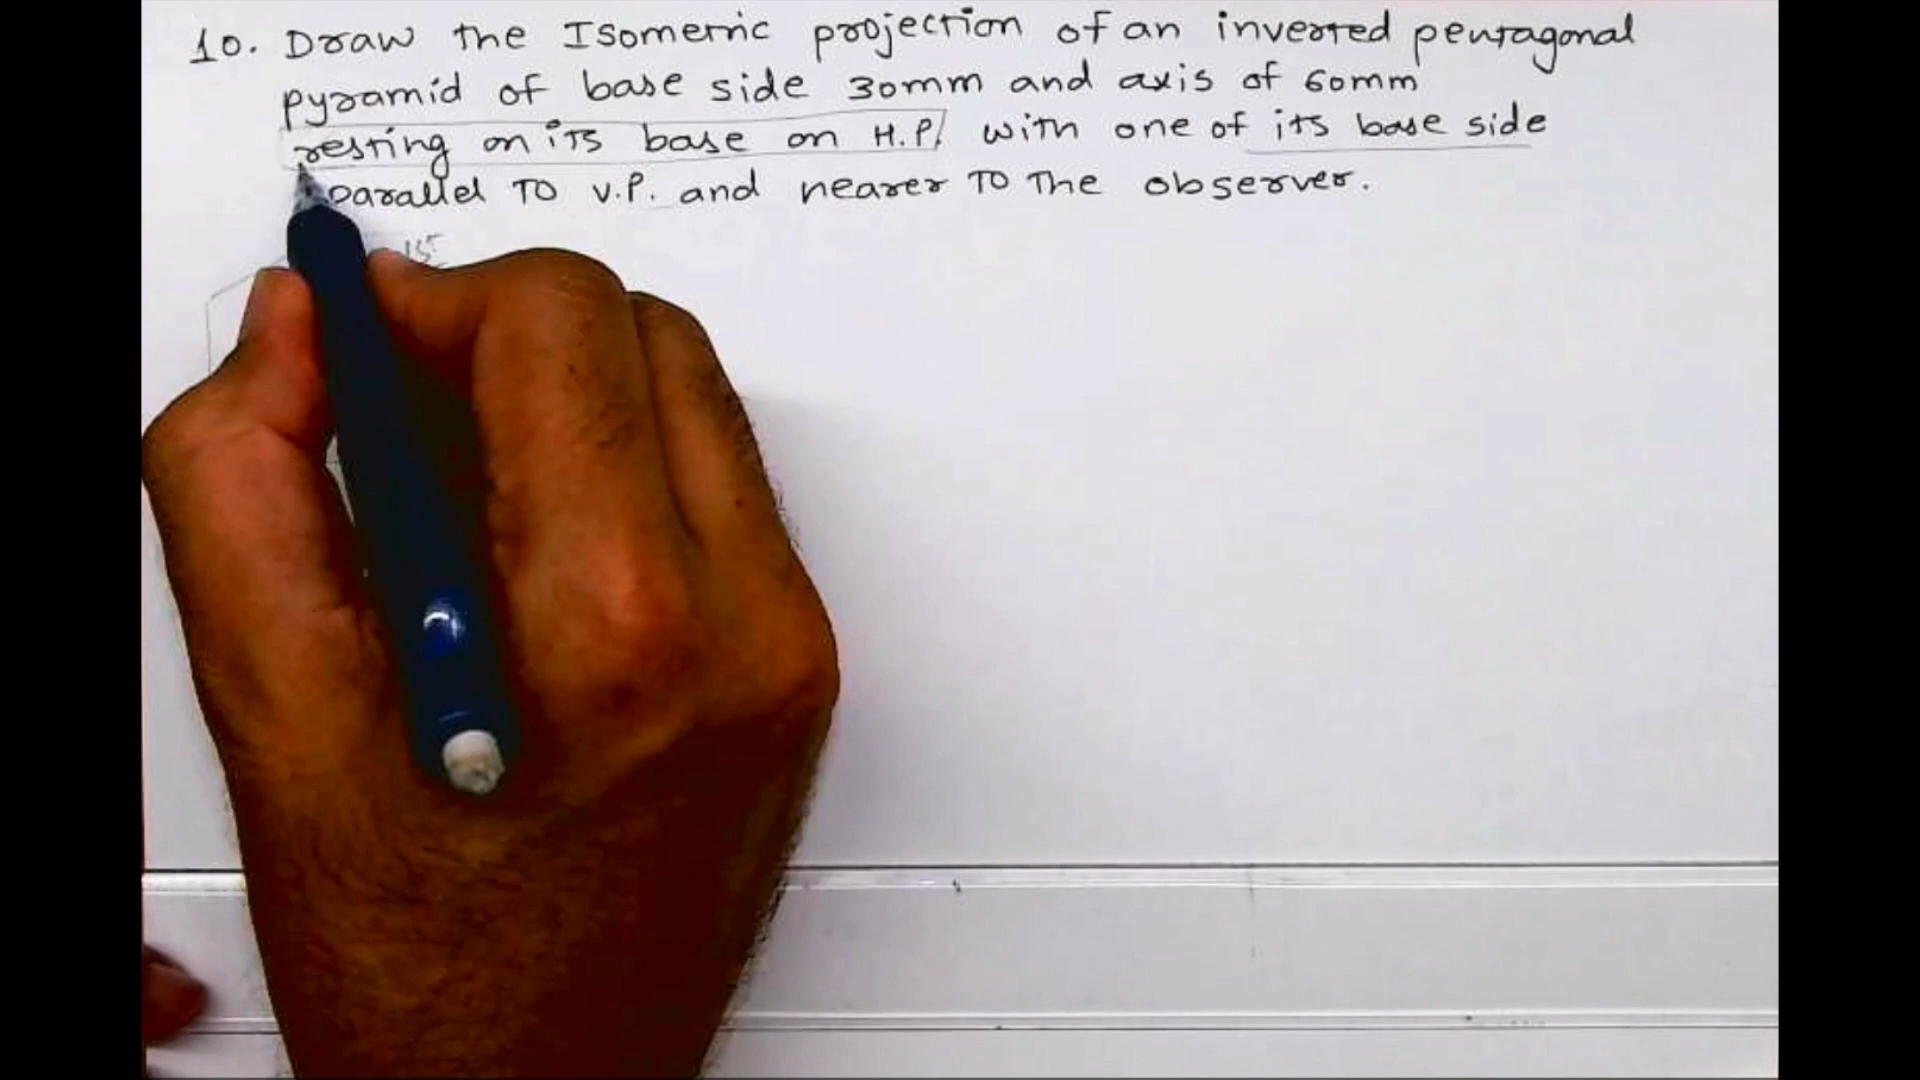 10. Draw the Isometric projection of an inverted pentagonal
pyramid of base side 30mm and axis of 60mm
resting on its base on H.P. with one of its base side
parallel TO V.P. and nearer TO The observer.